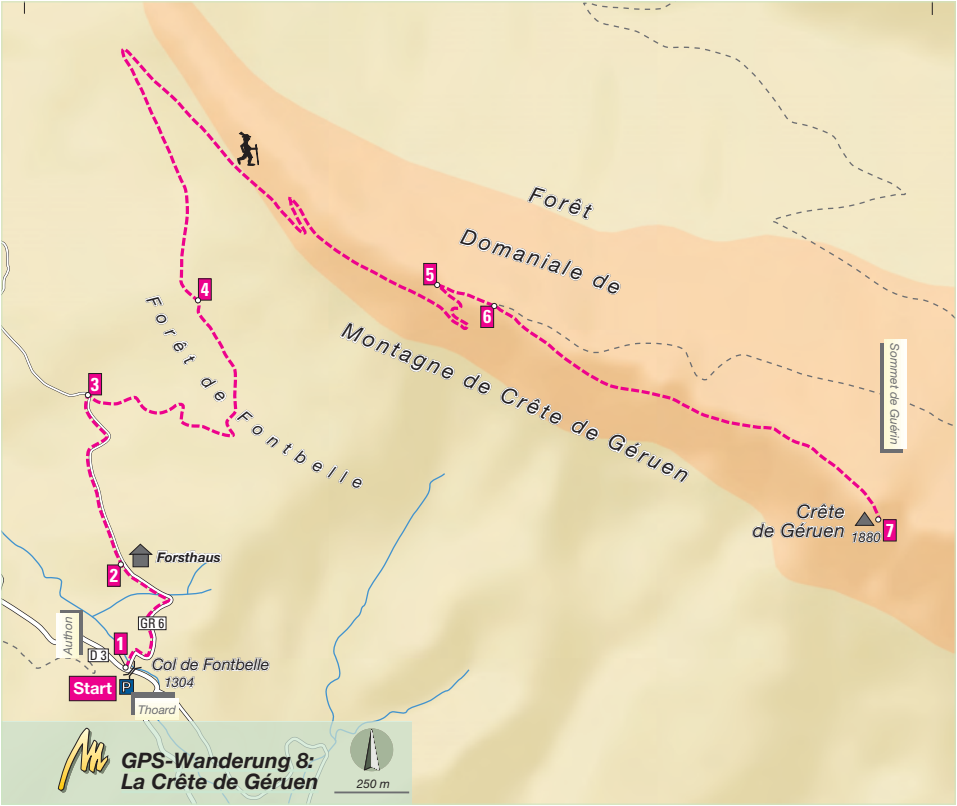 Forêt
Domaniale de
5
4
6
Forêt de Fontbelle
Montagne de Crête de Géruen
3
Sommet de Guérin
Crête
de Géruen 1880
7
Forsthaus
2
GR 6
Authon
1
D 3
Col de Fontbelle
1304
Start
P
Thoard
GPS-Wanderung 8:
La Crête de Géruen
250 m